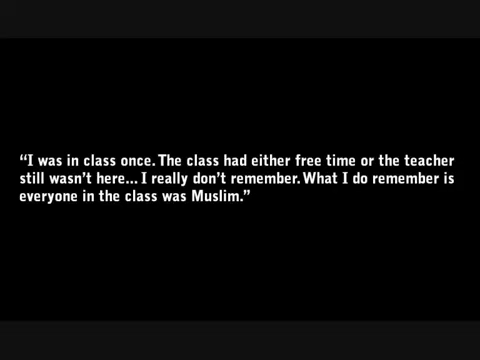 “I was in class once. The class had either free time or the teacher
still wasn’t here... I really don’t remember. What I do remember is
everyone in the class was Muslim.”